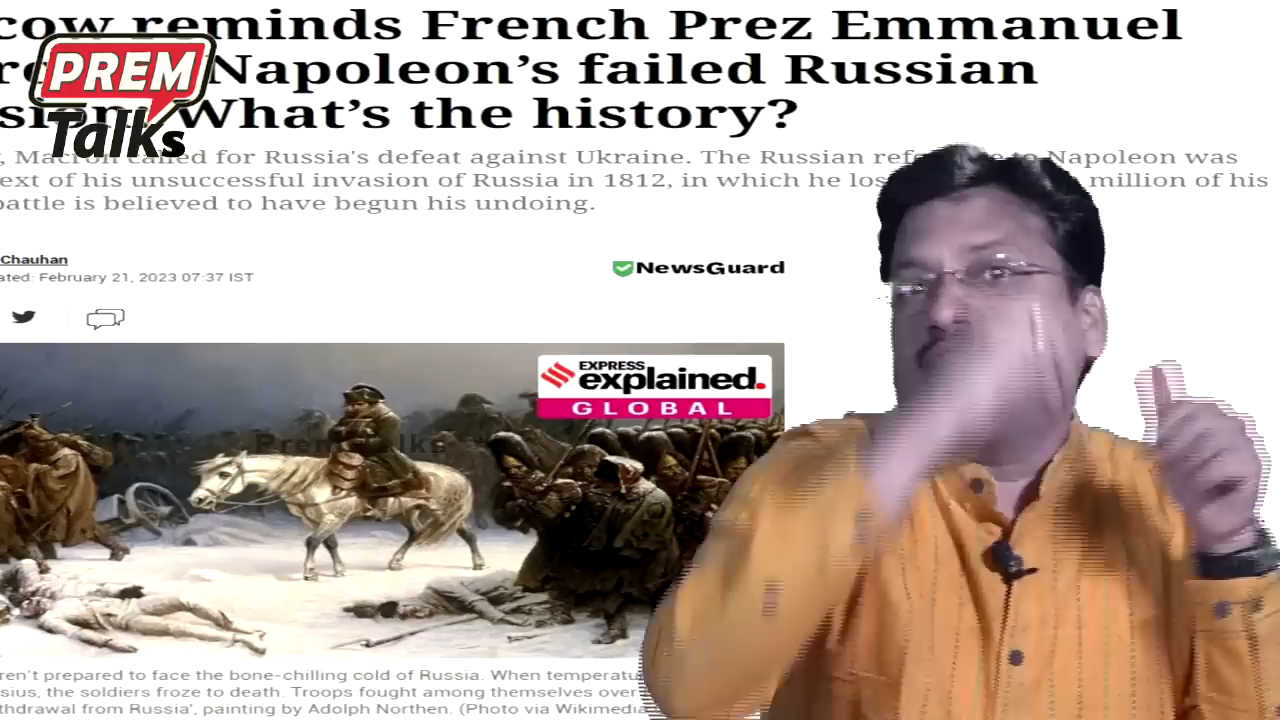 cow reminds French Prez Emmanuel
Napoleon's failed Russian
What's the history?
PREM
Talks
Macron called for Russia's defeat against Ukraine. The Russian Napoleon was
ext of his unsuccessful invasion of Russia in 1812, in which he los million of his
battle is believed to have begun his undoing.
Chauhan
ated: February 21, 2023 07:37 IST
NewsGuard
EXPRESS
explained.
GLOBAL
Prem Talks
ren't prepared to face the bone-chilling cold of Russia. When temperatu
sius, the soldiers froze to death. Troops fought among themselves over
thdrawal from Russia', painting by Adolph Northen. (Photo via Wikimedia